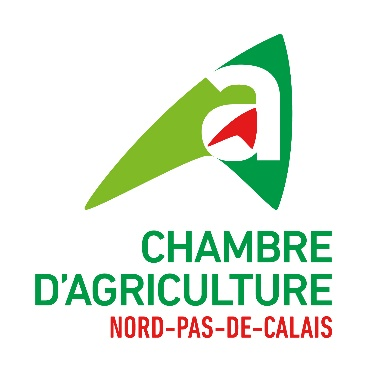 a
CHAMBRE
D'AGRICULTURE
NORD-PAS-DE-CALAIS